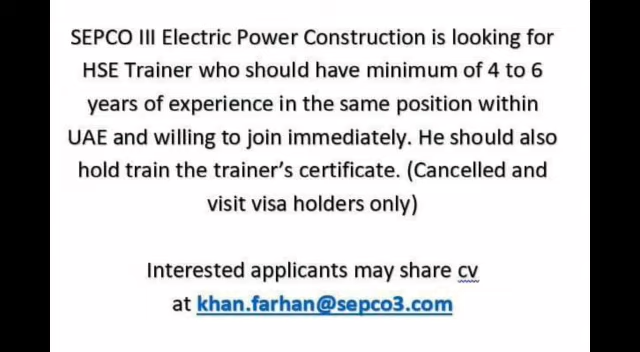 SEPCO III Electric Power Construction is looking for
HSE Trainer who should have minimum of 4 to 6
years of experience in the same position within
UAE and willing to join immediately. He should also
hold train the trainer's certificate. (Cancelled and
visit visa holders only)
Interested applicants may share cv
at khan.farhan@sepco3.com